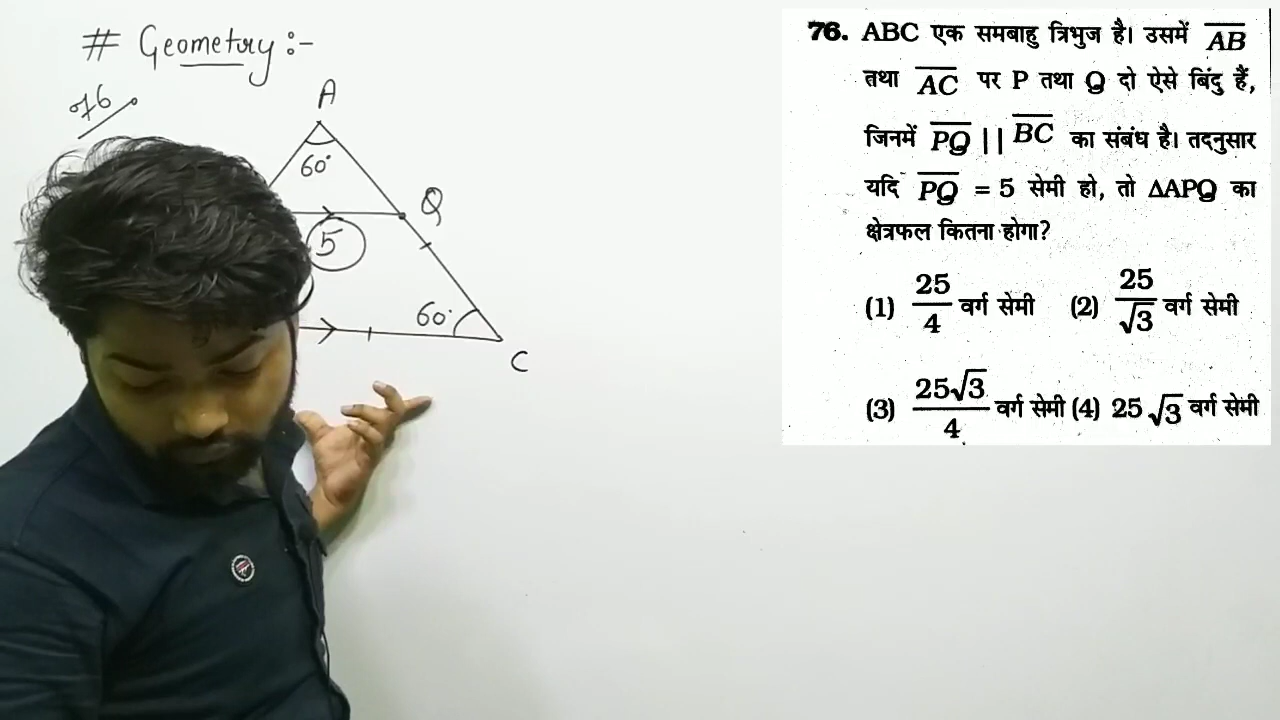 # Geometry :-
76
A
60°
Q
5
60°
C
76. ABC एक समबाहु त्रिभुज है। उसमें AB
तथा AC पर P तथा Q दो ऐसे बिंदु हैं,
जिनमें PQ || BC का संबंध है। तद्नुसार
यदि PQ = 5 सेमी हो, तो ΔAPQ का
क्षेत्रफल कितना होगा?
(1) 25/4 वर्ग सेमी (2) 25/√3 वर्ग सेमी
(3) 25√3/4 वर्ग सेमी (4) 25√3 वर्ग सेमी